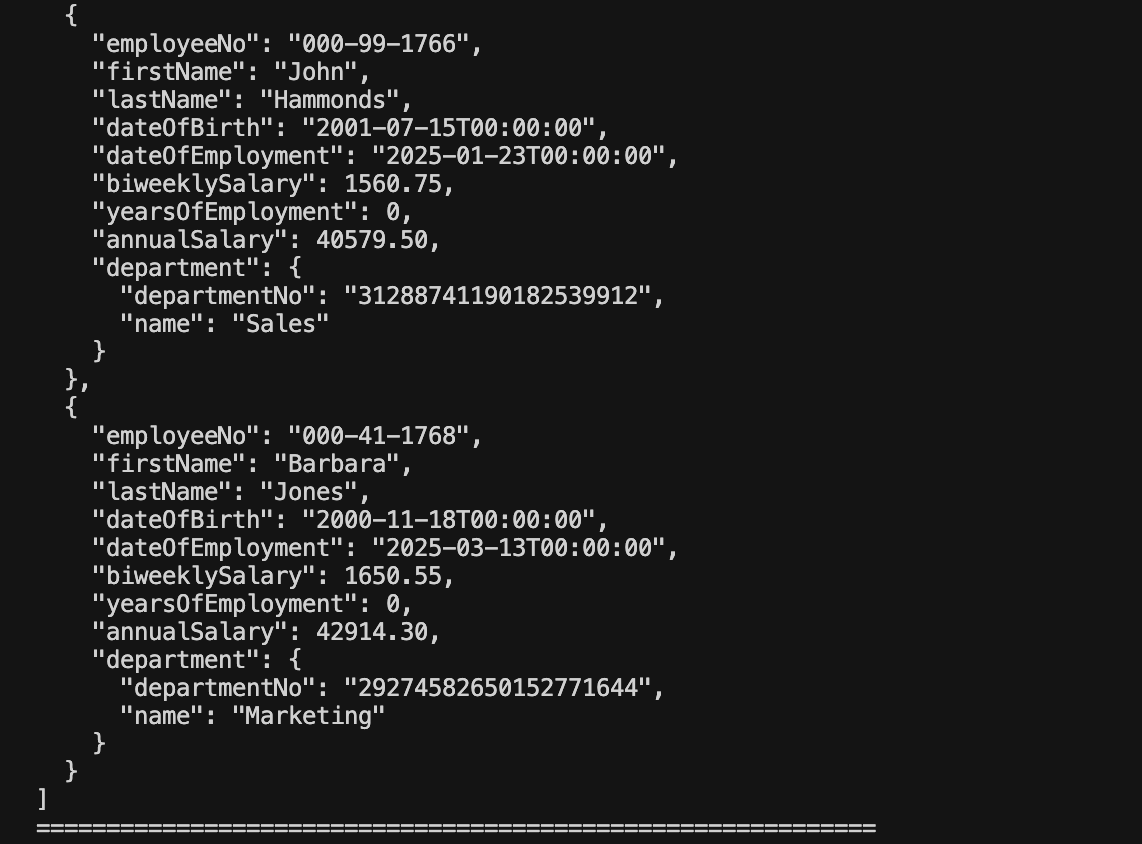 {
    "employeeNo": "000-99-1766",
    "firstName": "John",
    "lastName": "Hammonds",
    "dateOfBirth": "2001-07-15T00:00:00",
    "dateOfEmployment": "2025-01-23T00:00:00",
    "biweeklySalary": 1560.75,
    "yearsOfEmployment": 0,
    "annualSalary": 40579.50,
    "department": {
      "departmentNo": "31288741190182539912",
      "name": "Sales"
    }
  },
  {
    "employeeNo": "000-41-1768",
    "firstName": "Barbara",
    "lastName": "Jones",
    "dateOfBirth": "2000-11-18T00:00:00",
    "dateOfEmployment": "2025-03-13T00:00:00",
    "biweeklySalary": 1650.55,
    "yearsOfEmployment": 0,
    "annualSalary": 42914.30,
    "department": {
      "departmentNo": "29274582650152771644",
      "name": "Marketing"
    }
  }
]
============================================================